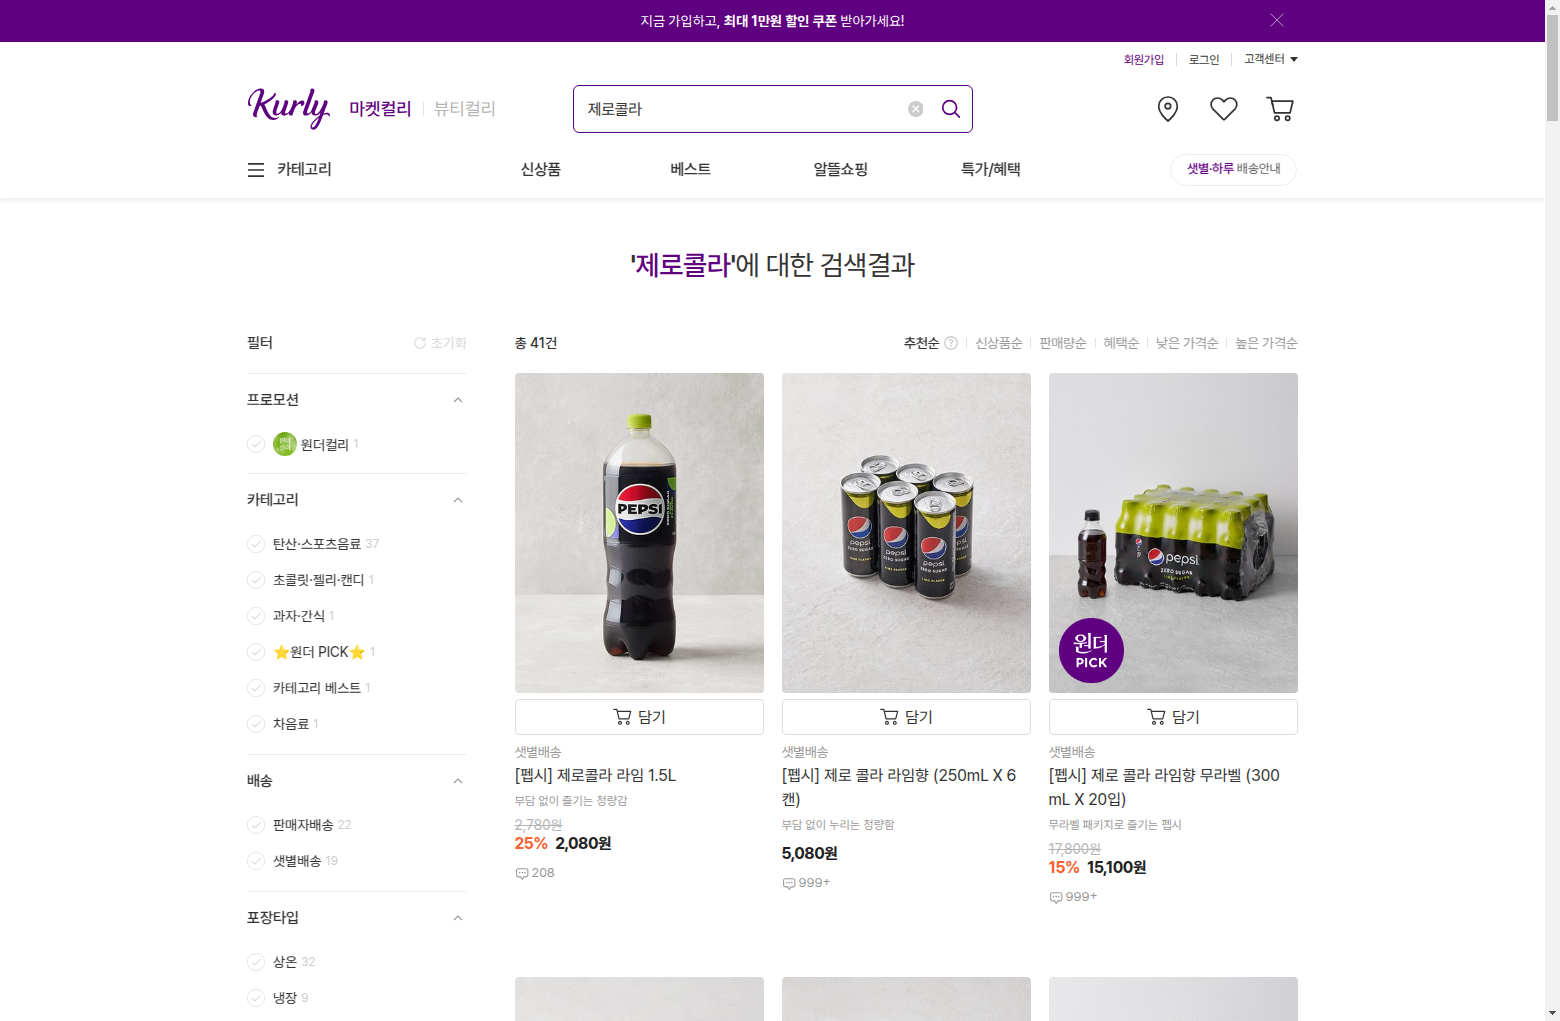 지금 가입하고, 최대 1만원 할인 쿠폰 받아가세요!
회원가입
로그인
고객센터
Kurly
마켓컬리
뷰티컬리
제로콜라
카테고리
신상품
베스트
알뜰쇼핑
특가/혜택
샛별·하루 배송안내
'제로콜라'에 대한 검색결과
필터
초기화
프로모션
원더컬리 1
카테고리
탄산·스포츠음료 37
초콜릿·젤리·캔디 1
과자·간식 1
⭐원더 PICK⭐ 1
카테고리 베스트 1
차음료 1
배송
판매자배송 22
샛별배송 19
포장타입
상온 32
냉장 9
총 41건
추천순
신상품순
판매량순
혜택순
낮은 가격순
높은 가격순
PEPSI
담기
샛별배송
[펩시] 제로콜라 라임 1.5L
부담 없이 즐기는 청량감
2,780원
25% 2,080원
208
pepsi
ZERO SUGAR
pepsi
ZERO SUGAR
pepsi
ZERO SUGAR
담기
샛별배송
[펩시] 제로 콜라 라임향 (250mL X 6
캔)
부담 없이 누리는 청량함
5,080원
999+
pepsi
ZERO SUGAR
원더
PICK
담기
샛별배송
[펩시] 제로 콜라 라임향 무라벨 (300
mL X 20입)
무라벨 패키지로 즐기는 펩시
17,800원
15% 15,100원
999+